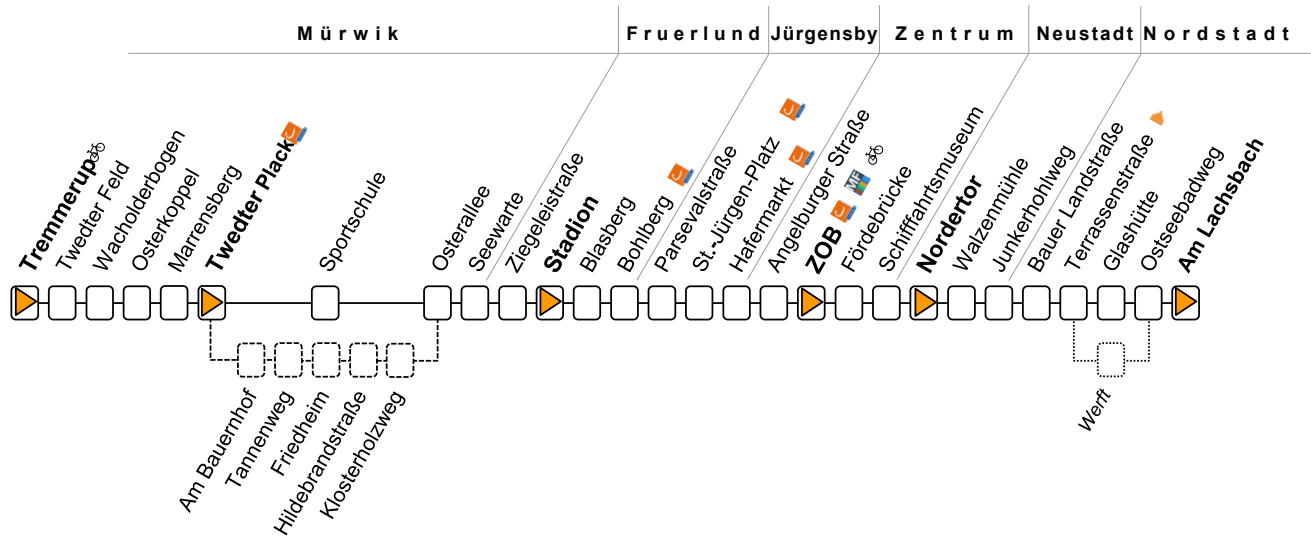 Mürwik
Fruerlund
Jürgensby
Zentrum
Neustadt
Nordstadt
Tremmerup
Twedter Feld
Wacholderbogen
Osterkoppel
Marrensberg
Twedter Plack
Sportschule
Osterallee
Seewarte
Ziegeleistraße
Stadion
Blasberg
Bohlberg
Parsevalstraße
St.-Jürgen-Platz
Hafermarkt
Angelburger Straße
ZOB
MF
Fördebrücke
Schifffahrtsmuseum
Nordertor
Walzenmühle
Junkerhohlweg
Bauer Landstraße
Terrassenstraße
Glashütte
Ostseebadweg
Am Lachsbach
Am Bauernhof
Tannenweg
Friedheim
Hildebrandstraße
Klosterholzweg
Werft